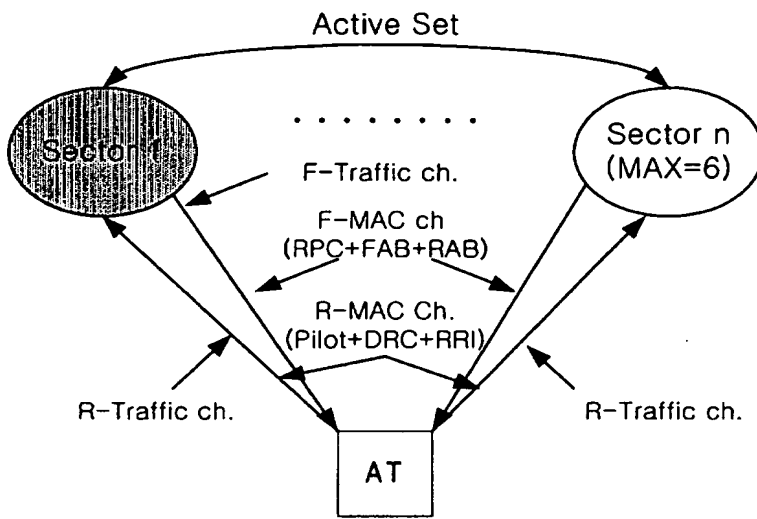 Active Set
Sector 1
Sector n
(MAX=6)
F-Traffic ch.
F-MAC ch
(RPC+FAB+RAB)
R-MAC Ch.
(Pilot+DRC+RRI)
R-Traffic ch.
R-Traffic ch.
AT